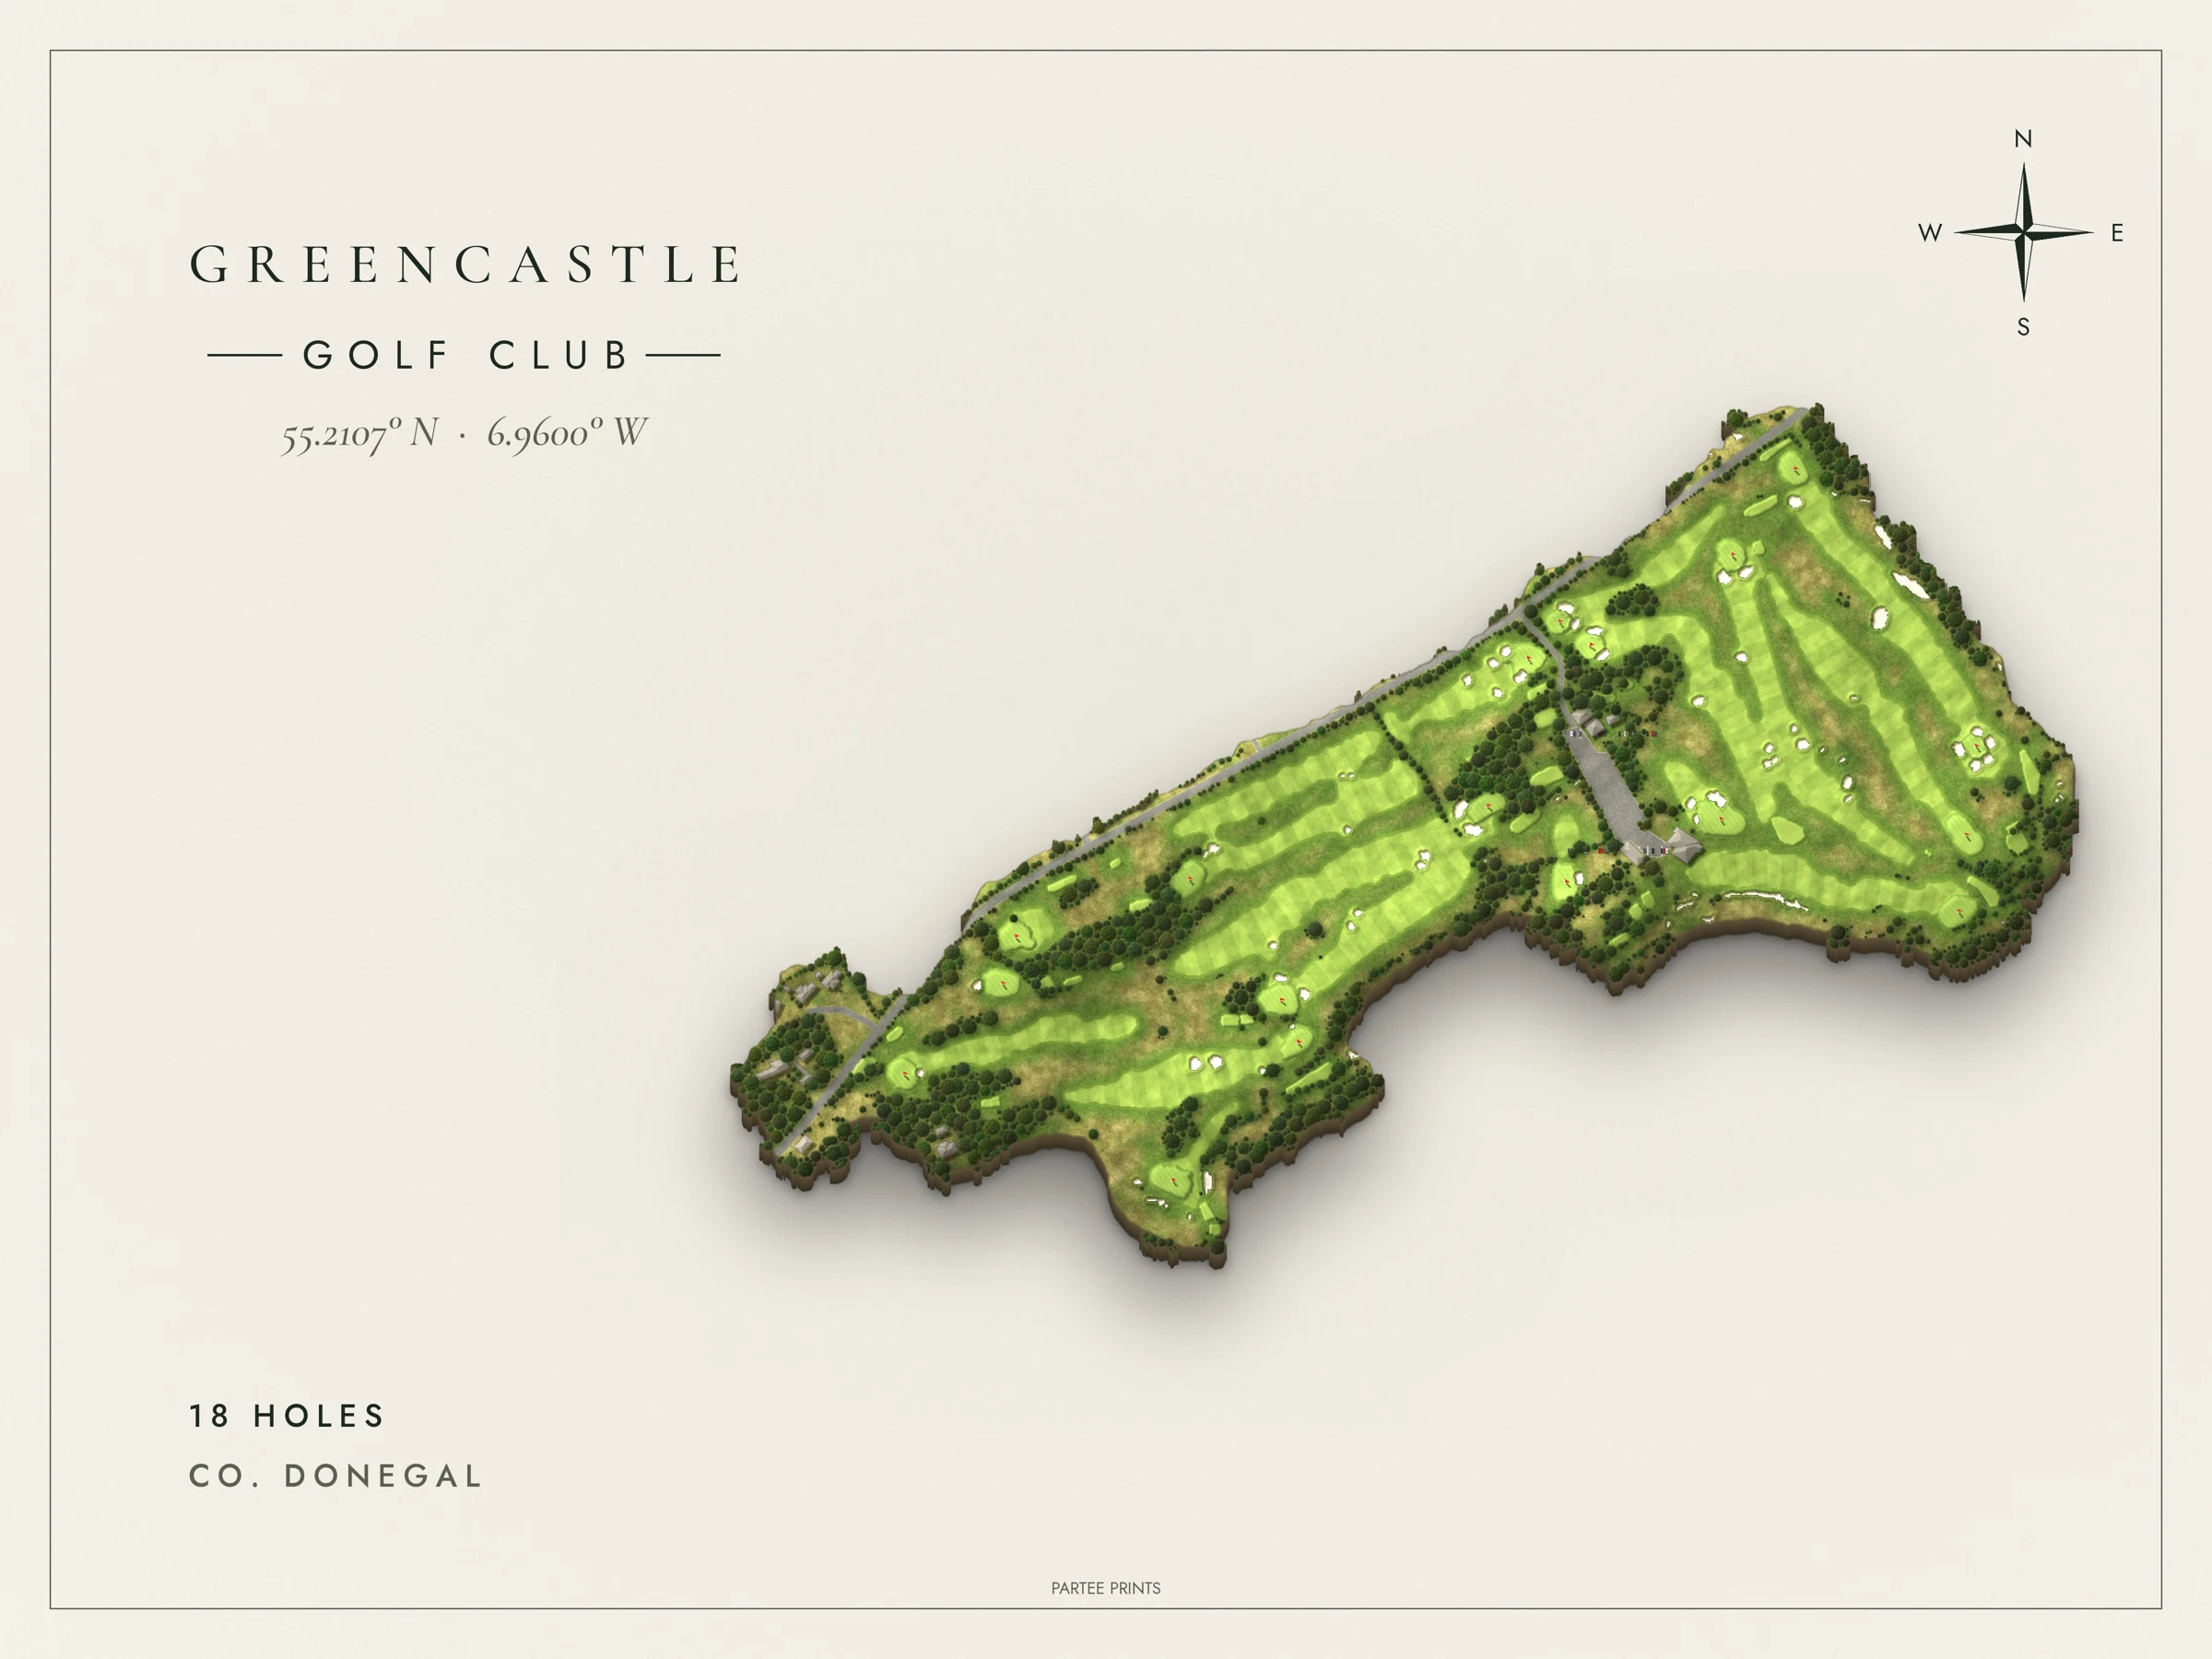 GREENCASTLE
GOLF CLUB
55.2107° N · 6.9600° W
N
W E
S
18 HOLES
CO. DONEGAL
PARTEE PRINTS